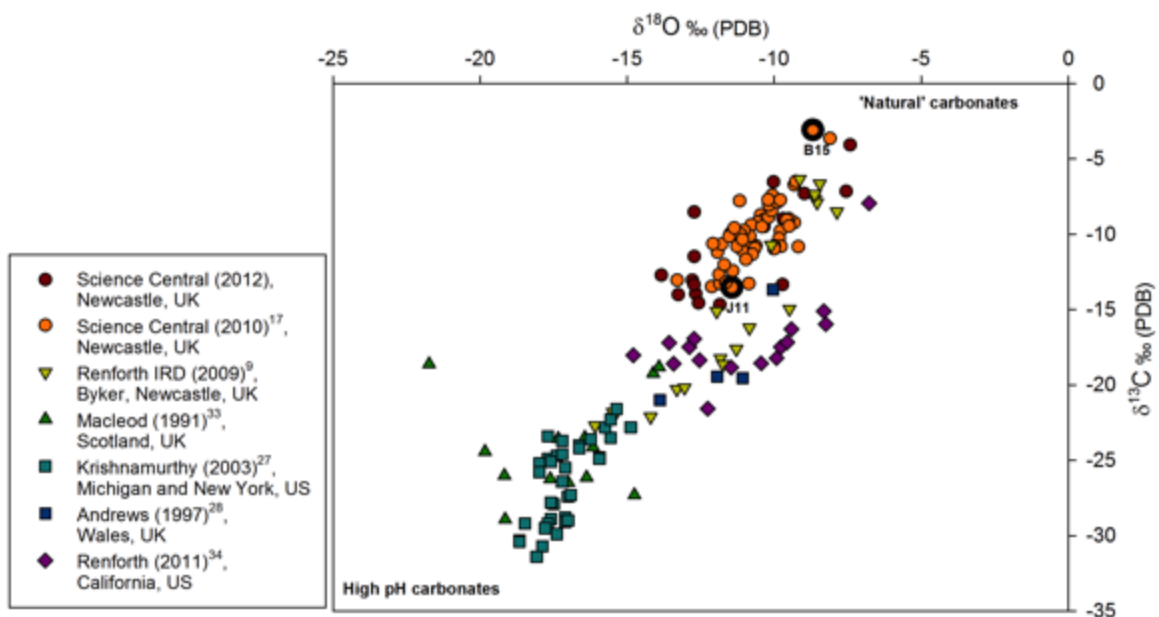 δ¹⁸O ‰ (PDB)
-25 -20 -15 -10 -5 0
0
'Natural' carbonates
B15
-5
-10
J11
-15
-20
-25
-30
-35
δ¹³C ‰ (PDB)
High pH carbonates
Science Central (2012),
Newcastle, UK
Science Central (2010)¹⁷,
Newcastle, UK
Renforth IRD (2009)⁹,
Byker, Newcastle, UK
Macleod (1991)³³,
Scotland, UK
Krishnamurthy (2003)²⁷,
Michigan and New York, US
Andrews (1997)²⁸,
Wales, UK
Renforth (2011)³⁴,
California, US